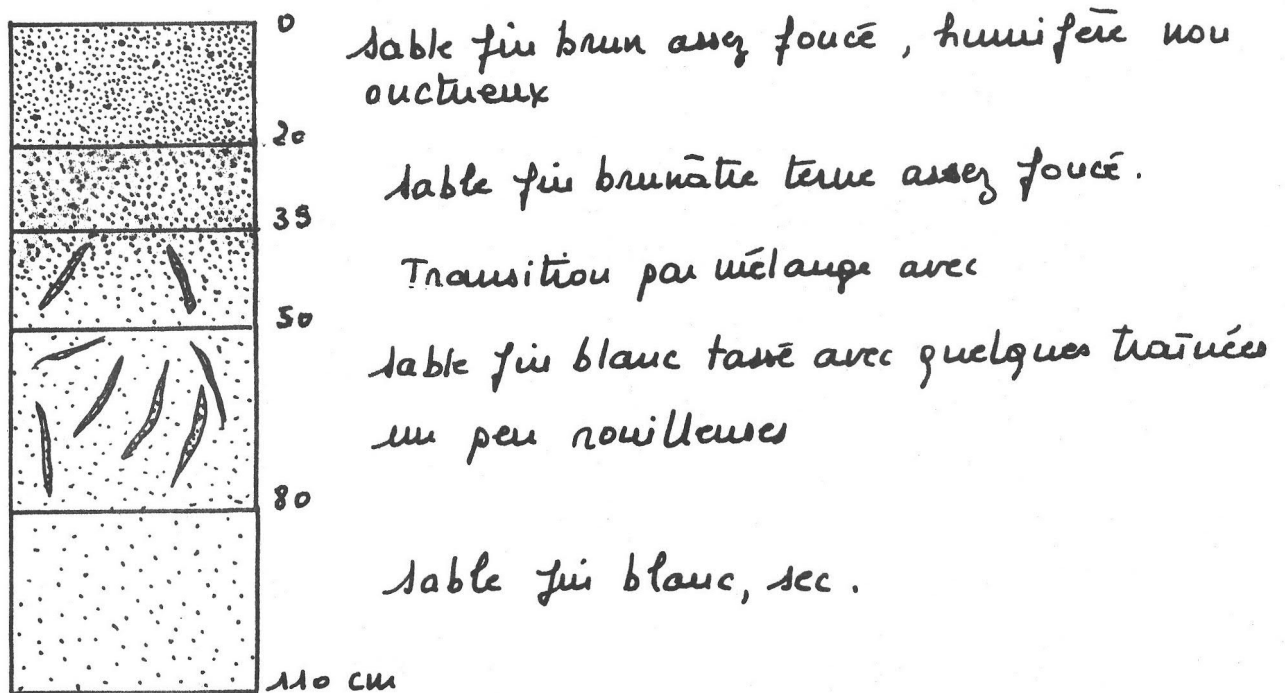 0
sable fin brun assez foncé, humifère non
onctueux
20
sable fin brunâtre terne assez foncé.
35
Transition par mélange avec
50
sable fin blanc tassé avec quelques traînées
un peu rouilleuses
80
sable fin blanc, sec.
110 cm